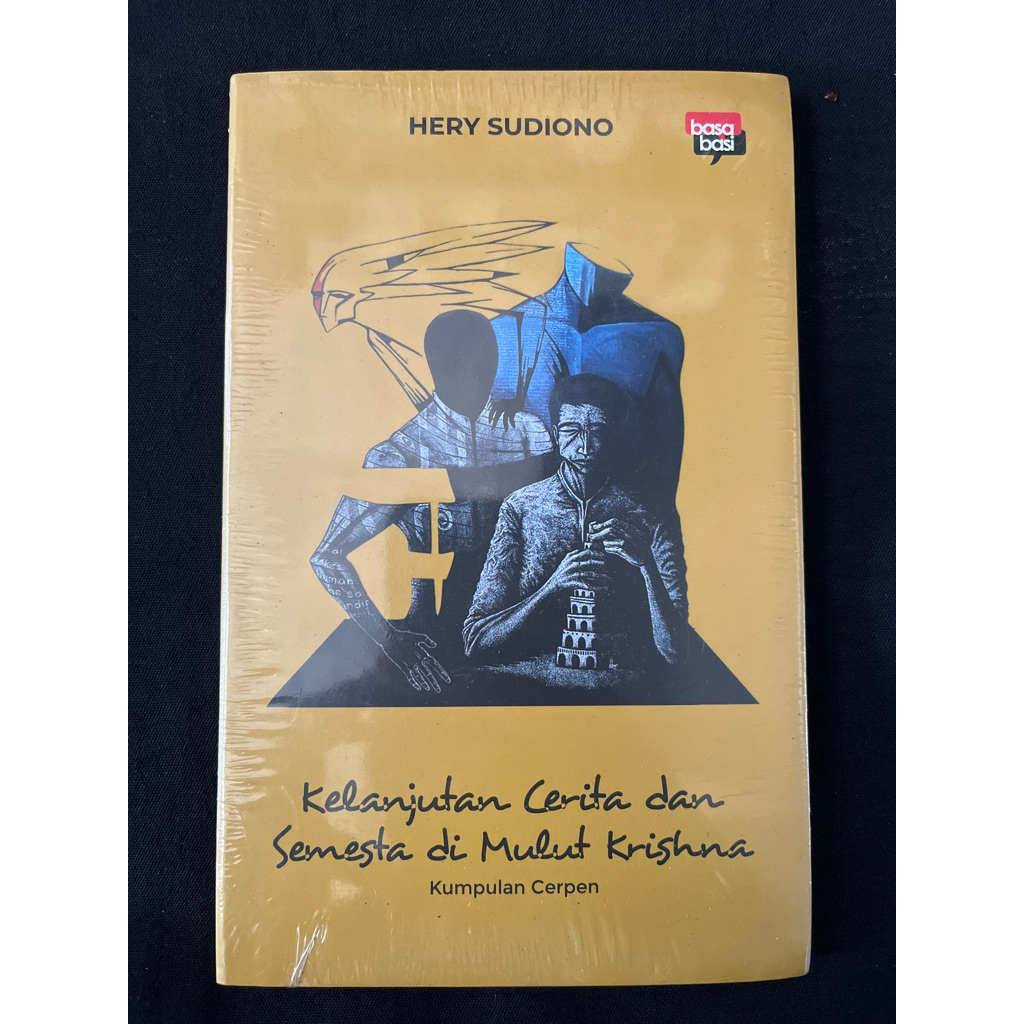 HERY SUDIONO
basa
basi
Kelanjutan Cerita dan
Semesta di Mulut Krishna
Kumpulan Cerpen